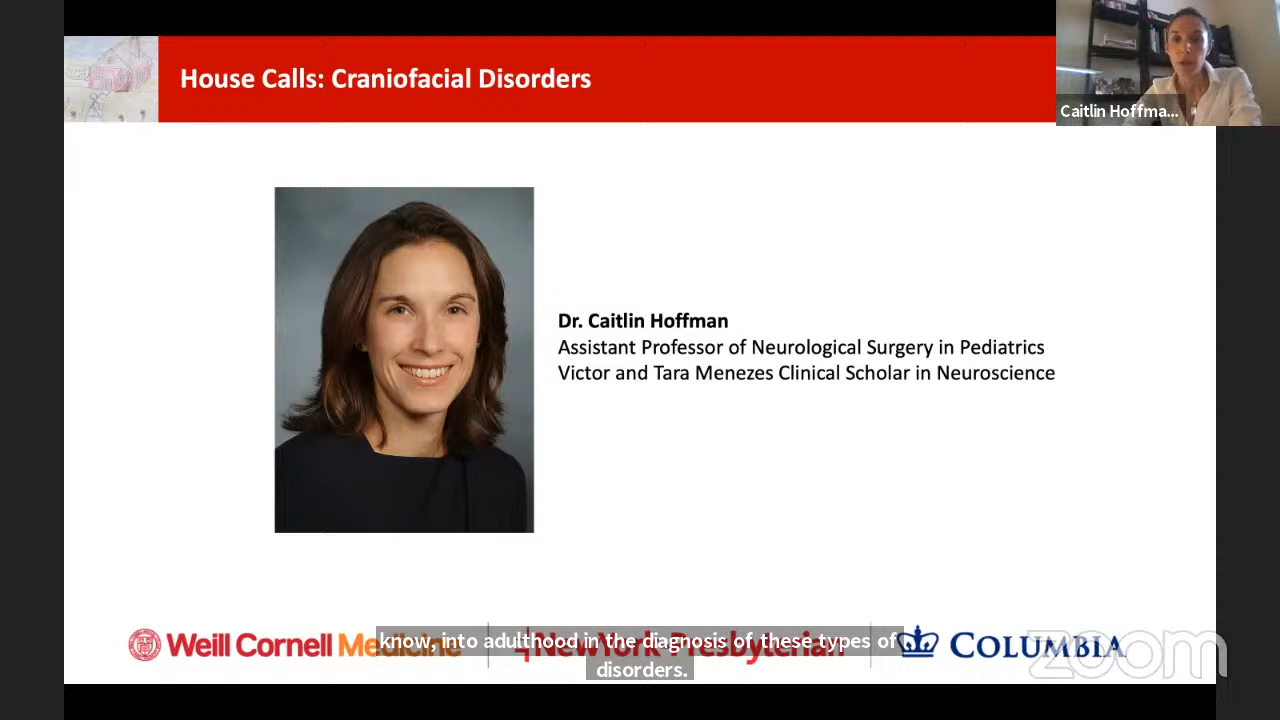 House Calls: Craniofacial Disorders
Caitlin Hoffma...
Dr. Caitlin Hoffman
Assistant Professor of Neurological Surgery in Pediatrics
Victor and Tara Menezes Clinical Scholar in Neuroscience
Weill Cornell Medicine
NewYork-Presbyterian
COLUMBIA
know, into adulthood in the diagnosis of these types of
disorders.
zoom